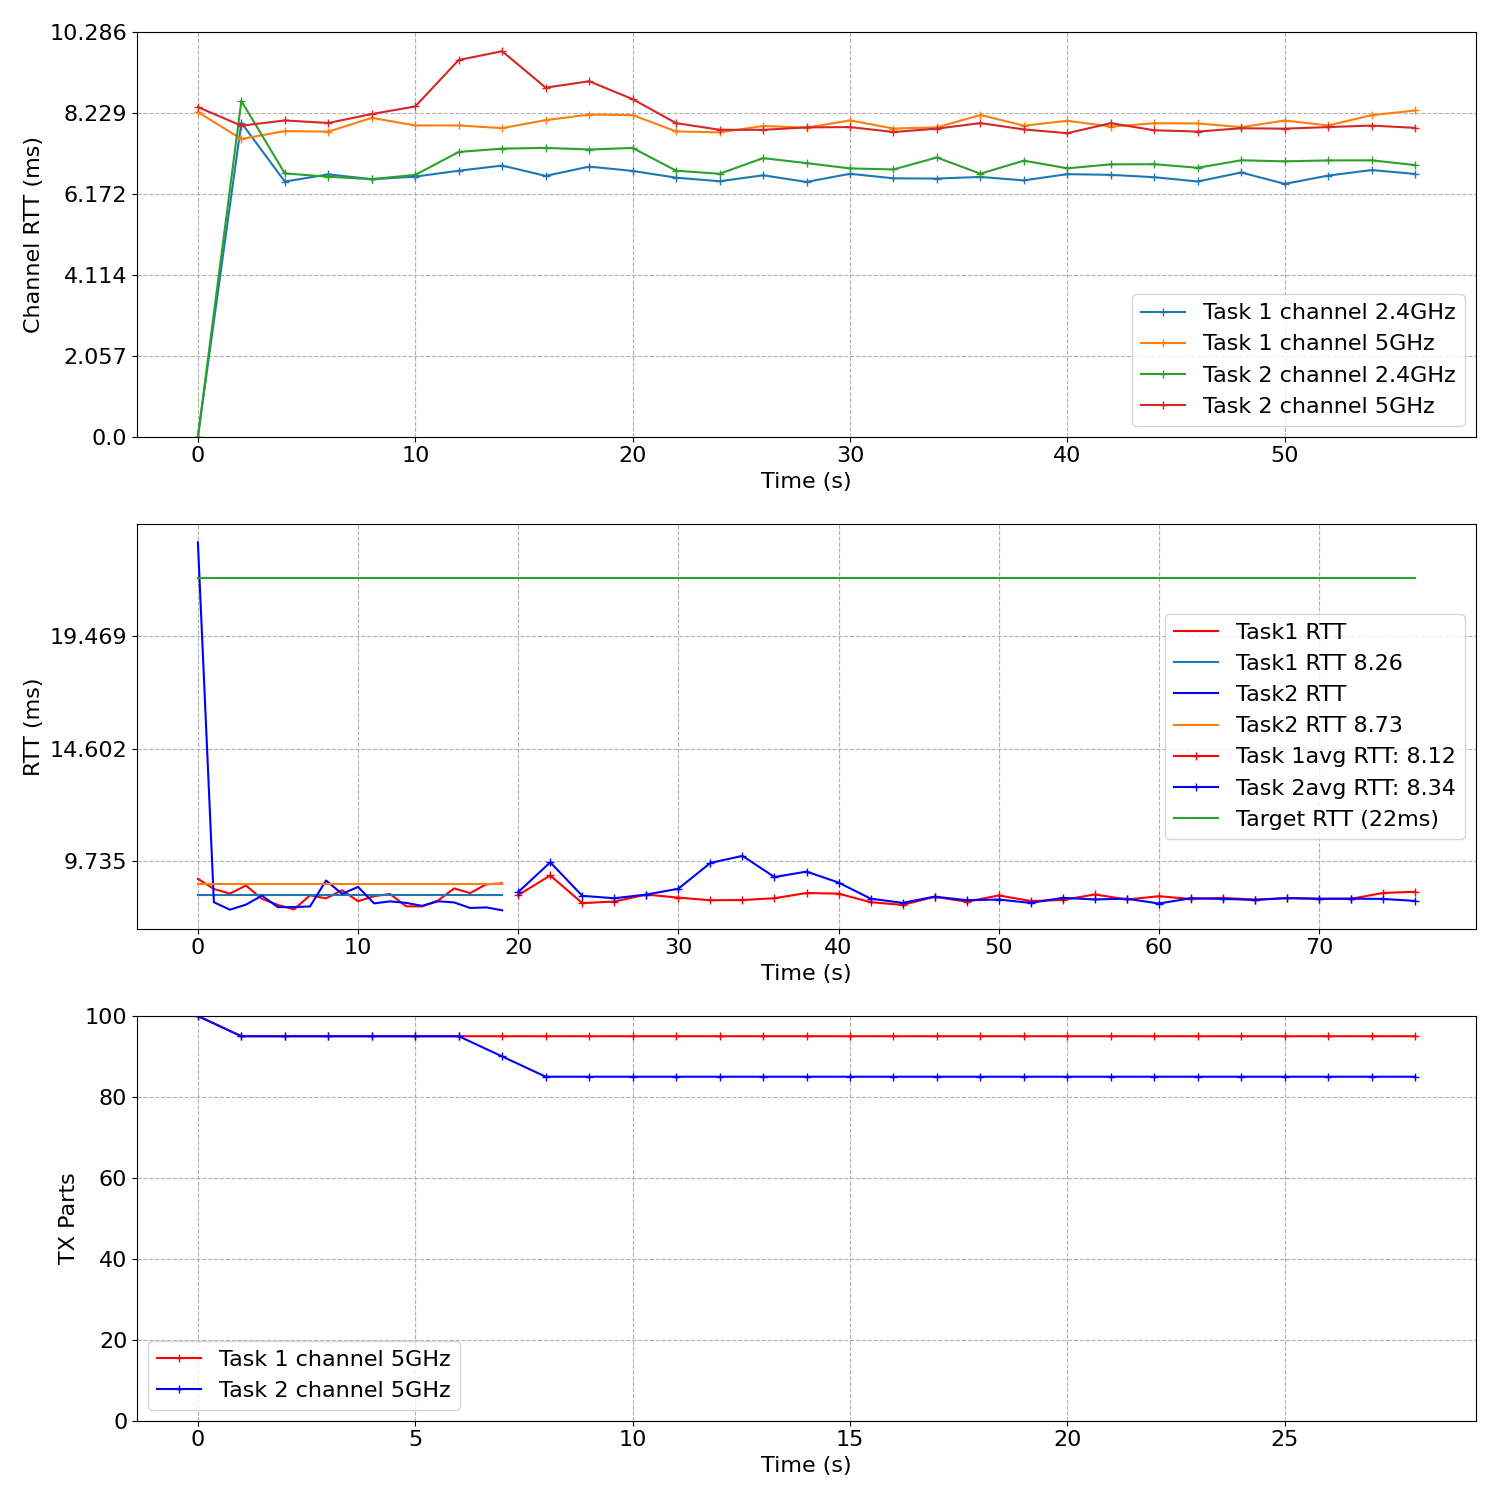 10.286
8.229
6.172
4.114
2.057
0.0
Channel RTT (ms)
Task 1 channel 2.4GHz
Task 1 channel 5GHz
Task 2 channel 2.4GHz
Task 2 channel 5GHz
0 10 20 30 40 50
Time (s)
19.469
14.602
9.735
RTT (ms)
Task1 RTT
Task1 RTT 8.26
Task2 RTT
Task2 RTT 8.73
Task 1avg RTT: 8.12
Task 2avg RTT: 8.34
Target RTT (22ms)
0 10 20 30 40 50 60 70
Time (s)
100
80
60
40
20
0
TX Parts
Task 1 channel 5GHz
Task 2 channel 5GHz
0 5 10 15 20 25
Time (s)